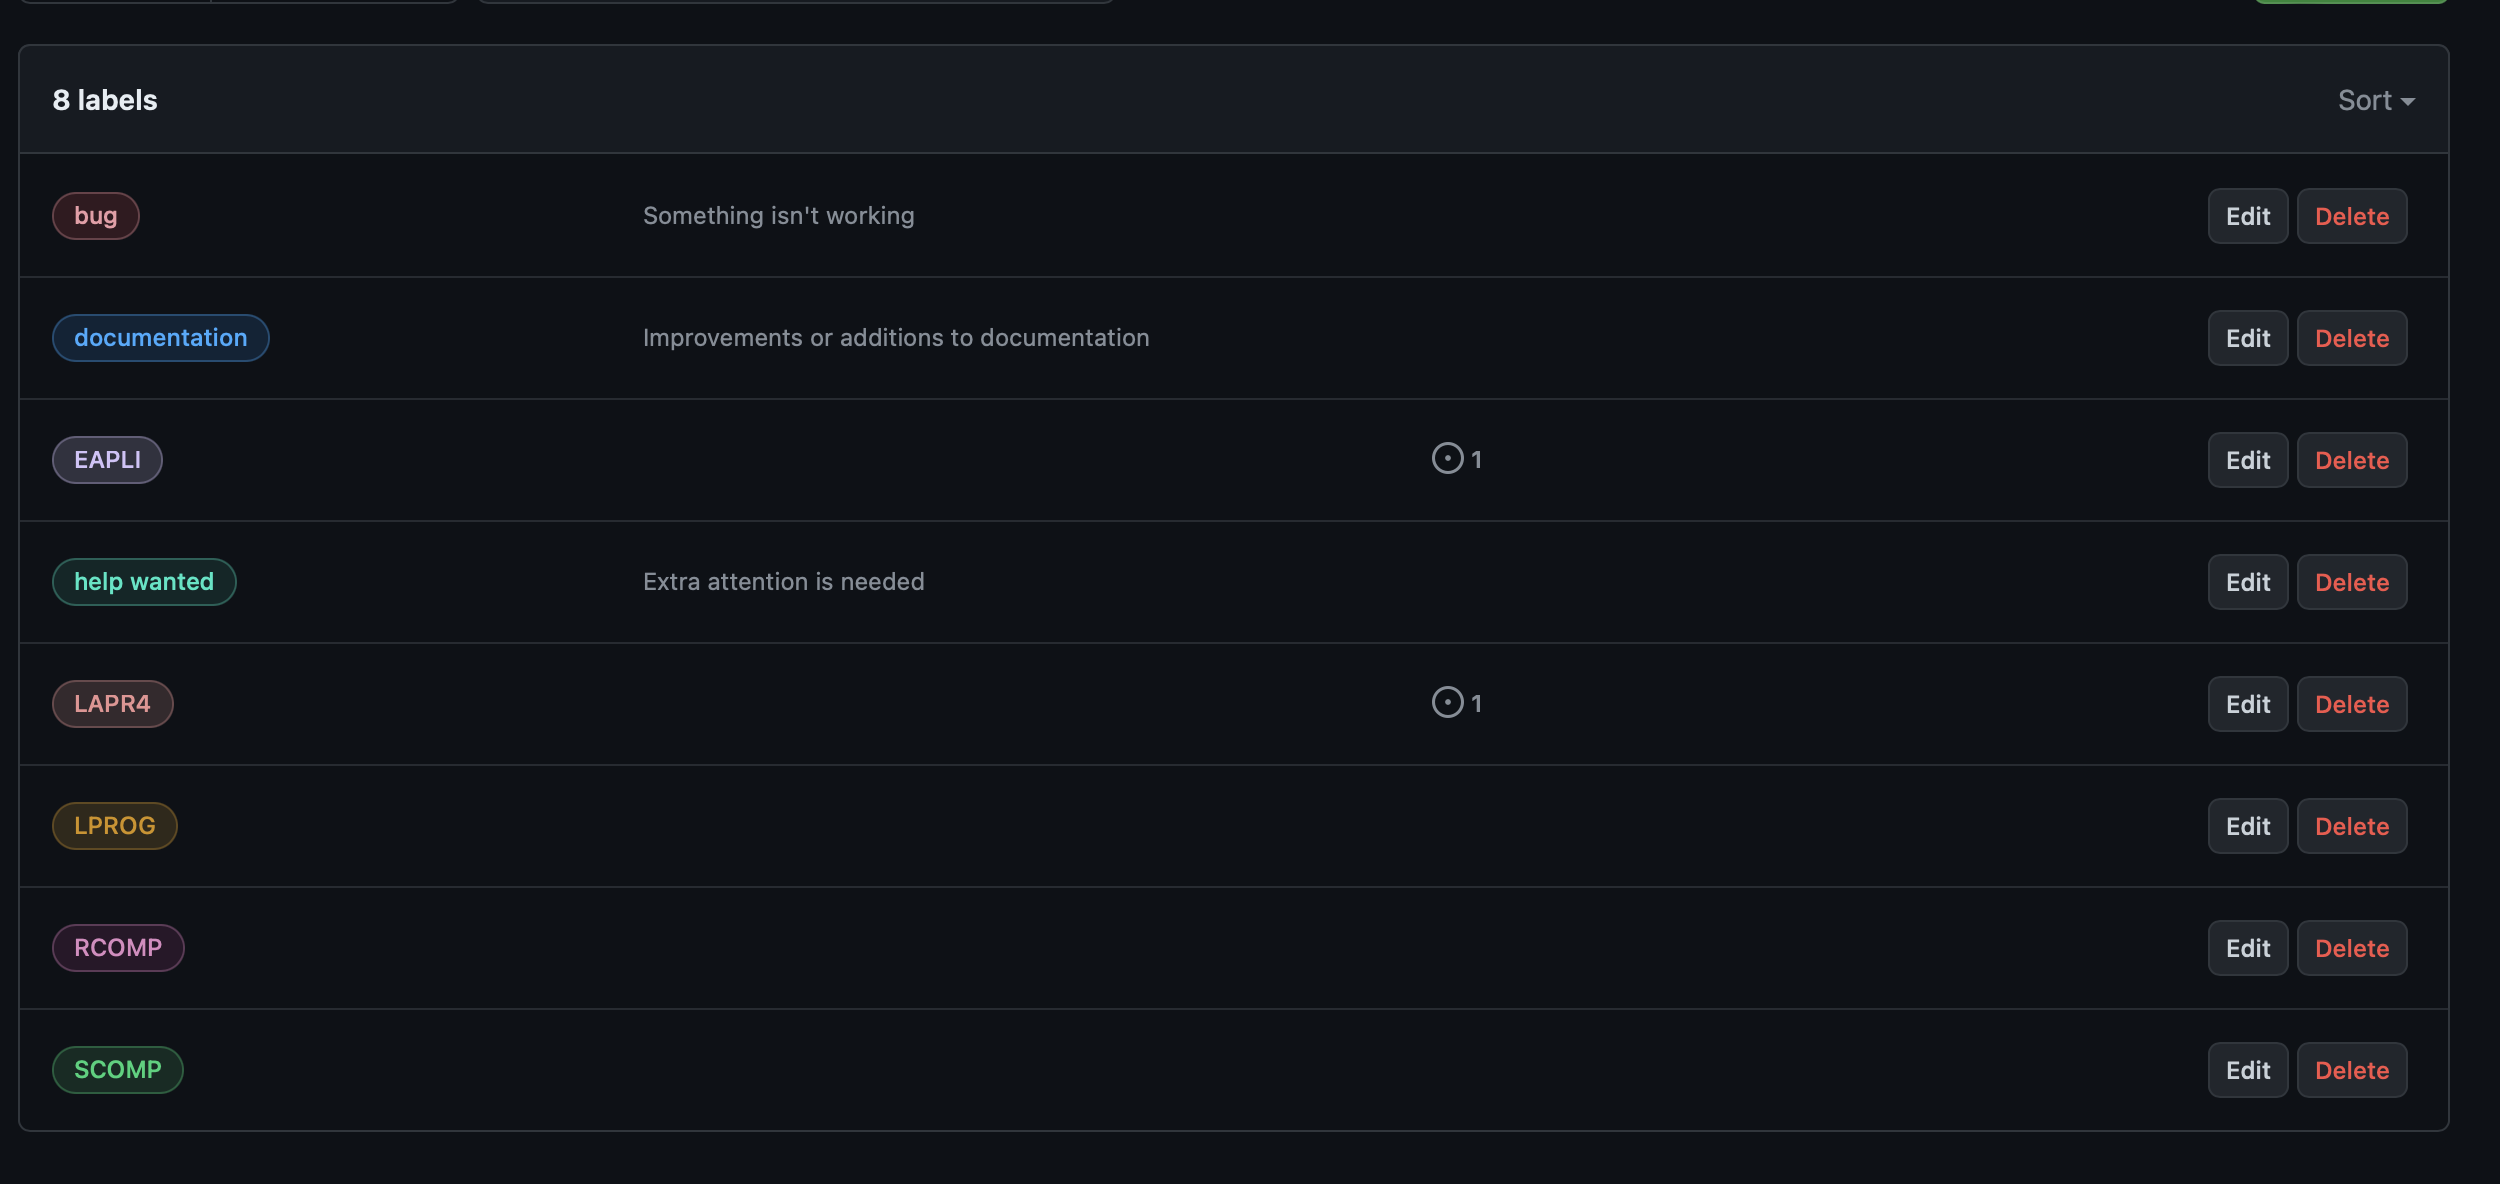 8 labels Sort
bug Something isn't working Edit Delete
documentation Improvements or additions to documentation Edit Delete
EAPLI 1 Edit Delete
help wanted Extra attention is needed Edit Delete
LAPR4 1 Edit Delete
LPROG Edit Delete
RCOMP Edit Delete
SCOMP Edit Delete